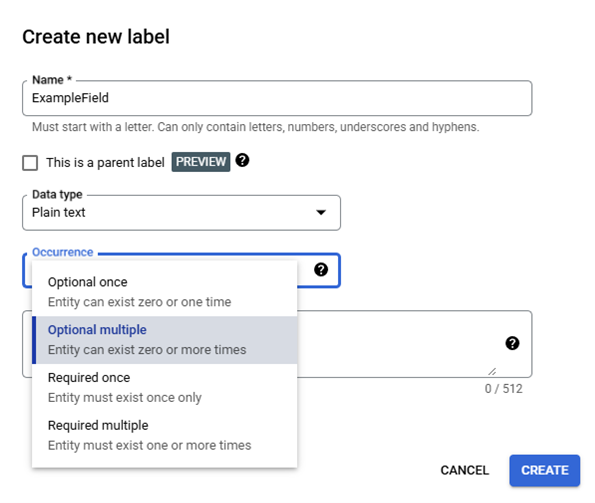 Create new label
Name *
ExampleField
Must start with a letter. Can only contain letters, numbers, underscores and hyphens.
This is a parent label PREVIEW ?
Data type
Plain text
Occurrence
?
Optional once
Entity can exist zero or one time
Optional multiple
Entity can exist zero or more times
?
Required once
Entity must exist once only
0 / 512
Required multiple
Entity must exist one or more times
CANCEL CREATE